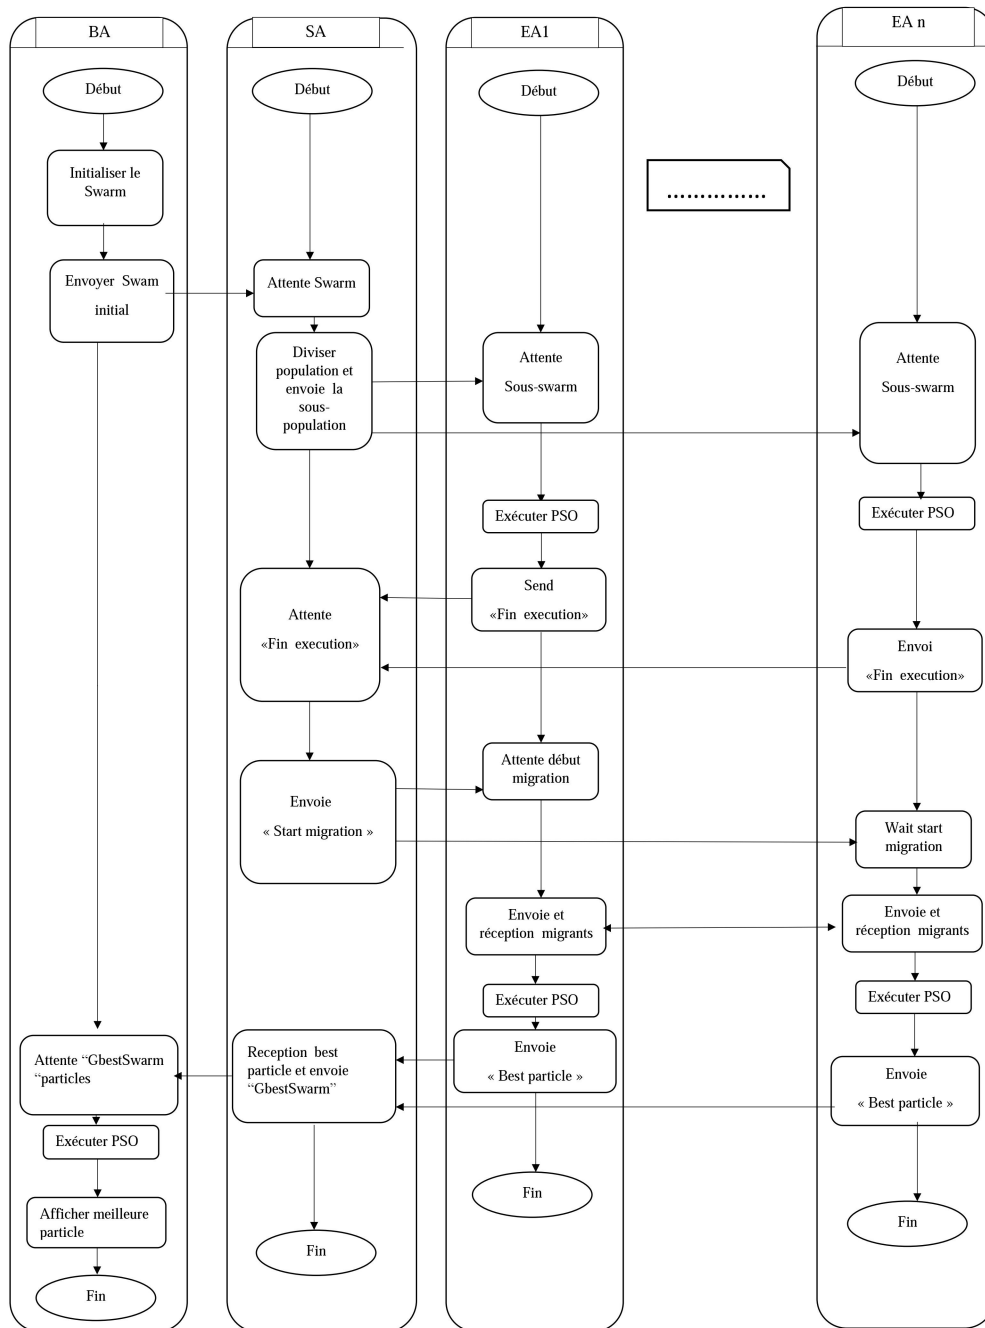 BA
Début
Initialiser le
Swarm
Envoyer Swam
initial
Attente “GbestSwarm
“particles
Exécuter PSO
Afficher meilleure
particle
Fin
SA
Début
Attente Swarm
Diviser
population et
envoie la
sous-
population
Attente
«Fin execution»
Envoie
« Start migration »
Reception best
particle et envoie
“GbestSwarm”
Fin
EA1
Début
Attente
Sous-swarm
Exécuter PSO
Send
«Fin execution»
Attente début
migration
Envoie et
réception migrants
Exécuter PSO
Envoie
« Best particle »
Fin
...............
EA n
Début
Attente
Sous-swarm
Exécuter PSO
Envoi
«Fin execution»
Wait start
migration
Envoie et
réception migrants
Exécuter PSO
Envoie
« Best particle »
Fin